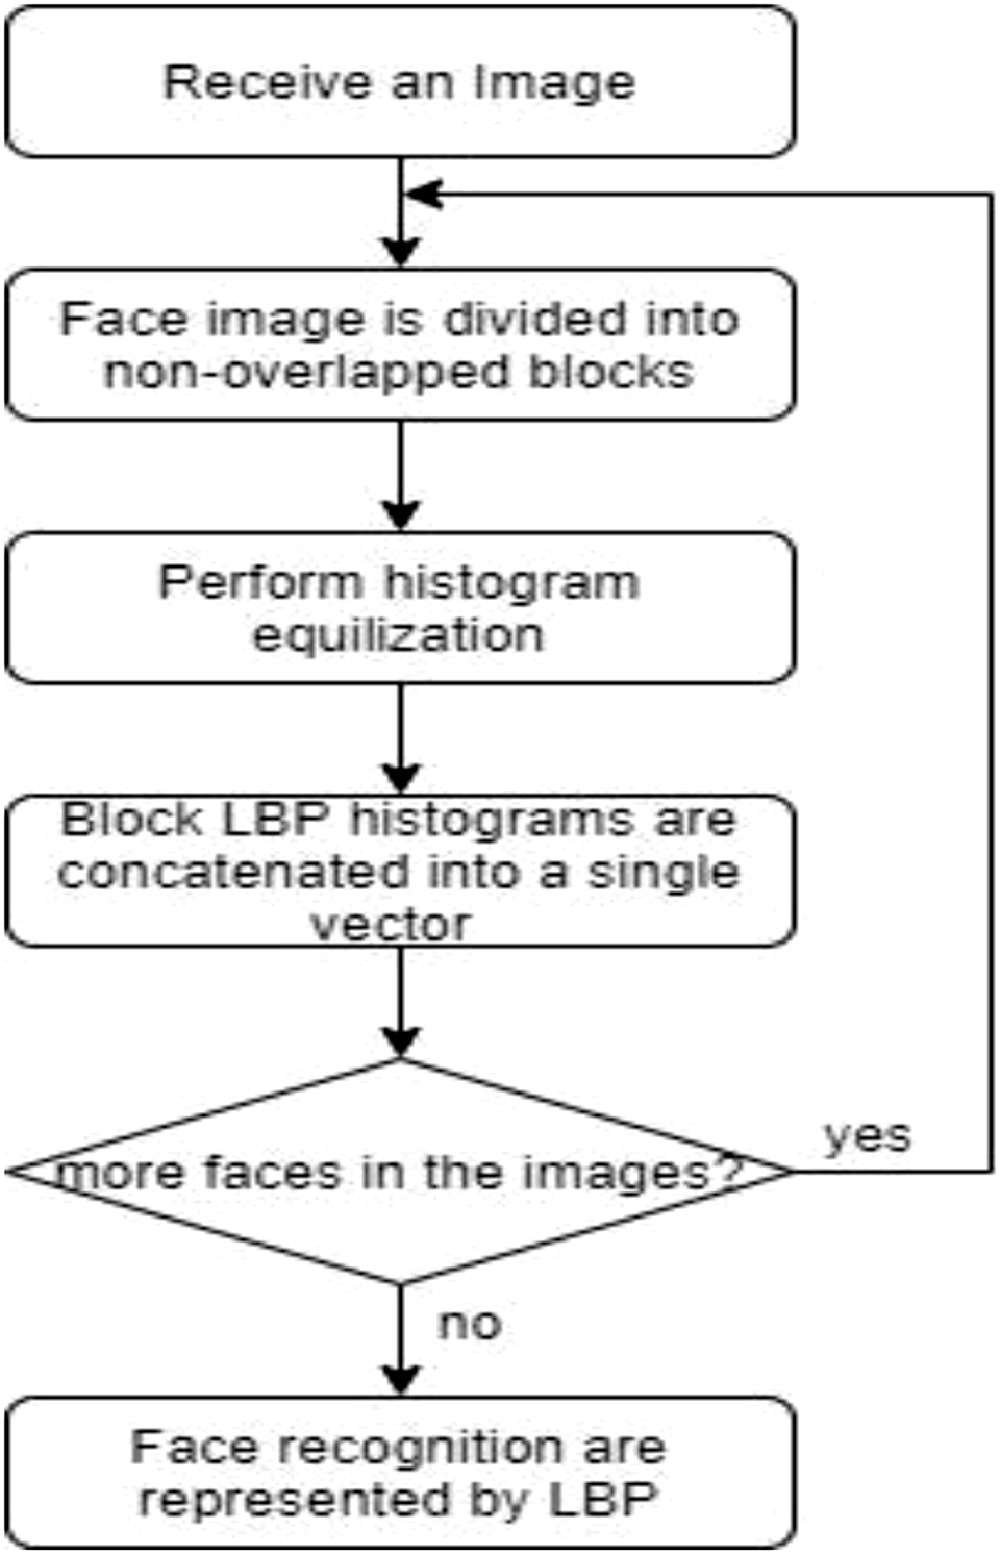 Receive an Image
Face image is divided into
non-overlapped blocks
Perform histogram
equilization
Block LBP histograms are
concatenated into a single
vector
more faces in the images?
yes
no
Face recognition are
represented by LBP